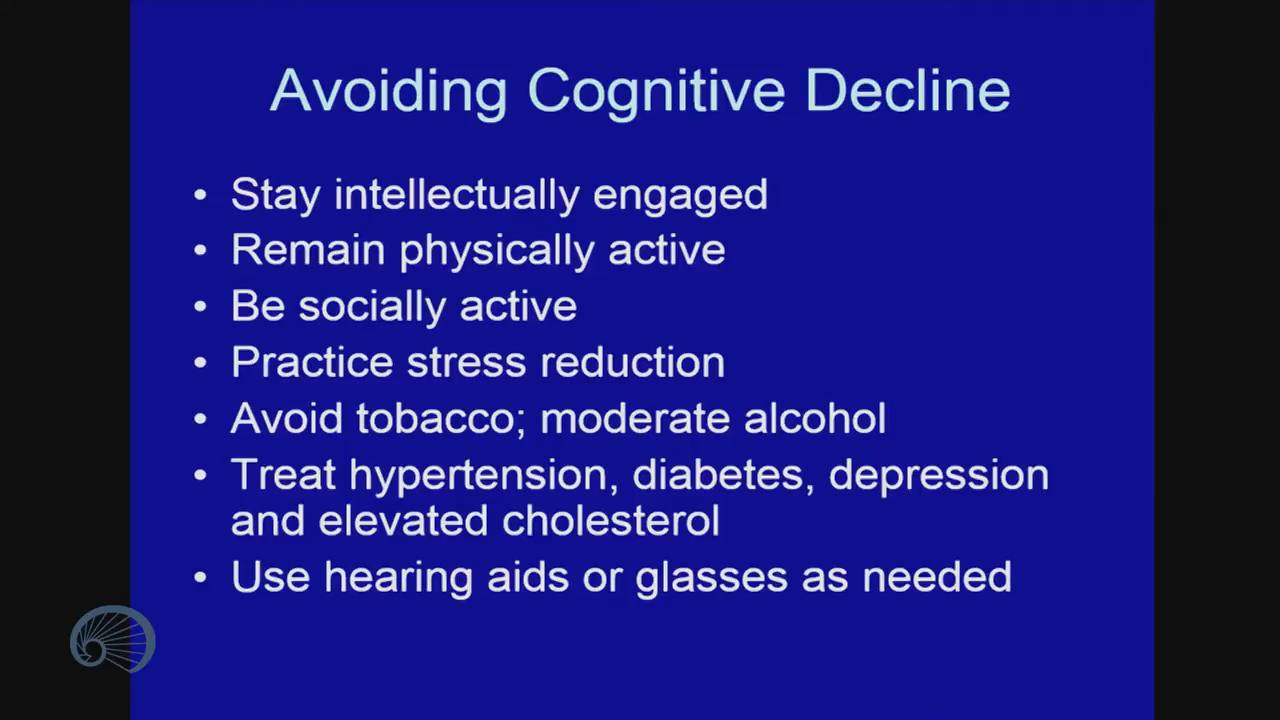 Avoiding Cognitive Decline
• Stay intellectually engaged
• Remain physically active
• Be socially active
• Practice stress reduction
• Avoid tobacco; moderate alcohol
• Treat hypertension, diabetes, depression
and elevated cholesterol
• Use hearing aids or glasses as needed